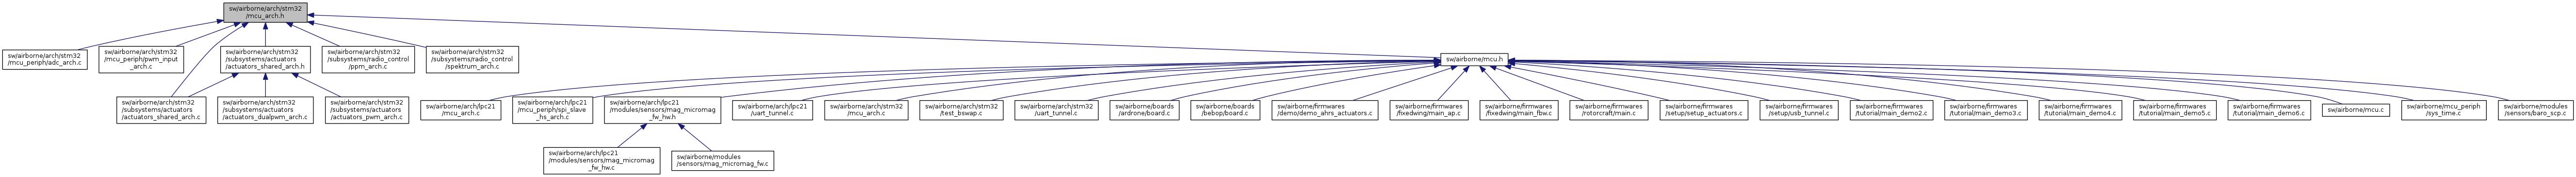 sw/airborne/arch/stm32
/mcu_arch.h
sw/airborne/arch/stm32
/mcu_periph/adc_arch.c
sw/airborne/arch/stm32
/mcu_periph/pwm_input
_arch.c
sw/airborne/arch/stm32
/subsystems/actuators
/actuators_shared_arch.h
sw/airborne/arch/stm32
/subsystems/radio_control
/ppm_arch.c
sw/airborne/arch/stm32
/subsystems/radio_control
/spektrum_arch.c
sw/airborne/mcu.h
sw/airborne/arch/stm32
/subsystems/actuators
/actuators_shared_arch.c
sw/airborne/arch/stm32
/subsystems/actuators
/actuators_dualpwm_arch.c
sw/airborne/arch/stm32
/subsystems/actuators
/actuators_pwm_arch.c
sw/airborne/arch/lpc21
/mcu_arch.c
sw/airborne/arch/lpc21
/mcu_periph/spi_slave
_hs_arch.c
sw/airborne/arch/lpc21
/modules/sensors/mag_micromag
_fw_hw.h
sw/airborne/arch/lpc21
/uart_tunnel.c
sw/airborne/arch/stm32
/mcu_arch.c
sw/airborne/arch/stm32
/test_bswap.c
sw/airborne/arch/stm32
/uart_tunnel.c
sw/airborne/boards
/ardrone/board.c
sw/airborne/boards
/bebop/board.c
sw/airborne/firmwares
/demo/demo_ahrs_actuators.c
sw/airborne/firmwares
/fixedwing/main_ap.c
sw/airborne/firmwares
/fixedwing/main_fbw.c
sw/airborne/firmwares
/rotorcraft/main.c
sw/airborne/firmwares
/setup/setup_actuators.c
sw/airborne/firmwares
/setup/usb_tunnel.c
sw/airborne/firmwares
/tutorial/main_demo2.c
sw/airborne/firmwares
/tutorial/main_demo3.c
sw/airborne/firmwares
/tutorial/main_demo4.c
sw/airborne/firmwares
/tutorial/main_demo5.c
sw/airborne/firmwares
/tutorial/main_demo6.c
sw/airborne/mcu.c
sw/airborne/mcu_periph
/sys_time.c
sw/airborne/modules
/sensors/baro_scp.c
sw/airborne/arch/lpc21
/modules/sensors/mag_micromag
_fw_hw.c
sw/airborne/modules
/sensors/mag_micromag_fw.c